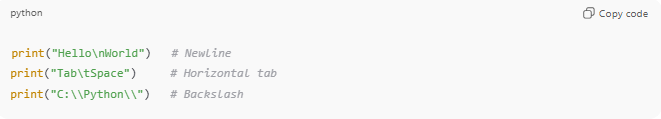 python
Copy code
print("Hello\nWorld")   # Newline
print("Tab\tSpace")     # Horizontal tab
print("C:\\Python\\")   # Backslash